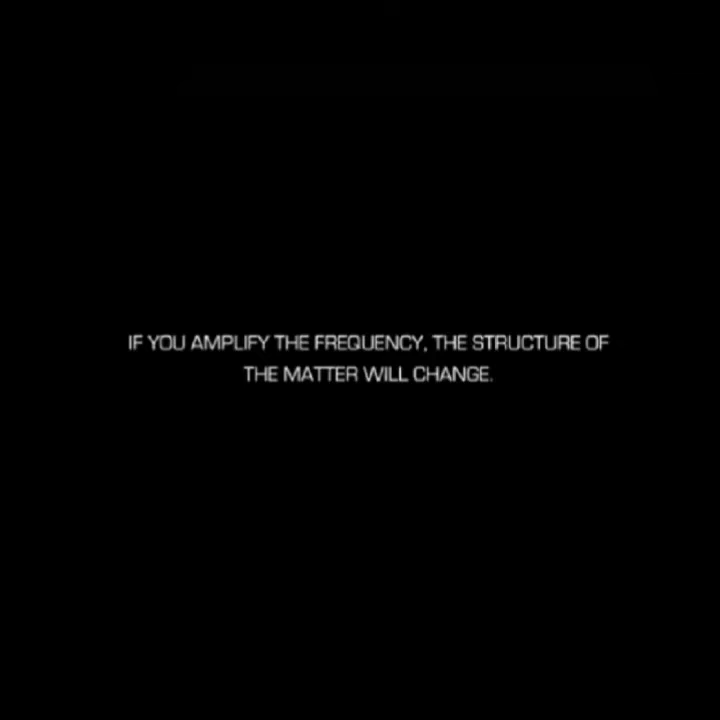 IF YOU AMPLIFY THE FREQUENCY, THE STRUCTURE OF
THE MATTER WILL CHANGE.